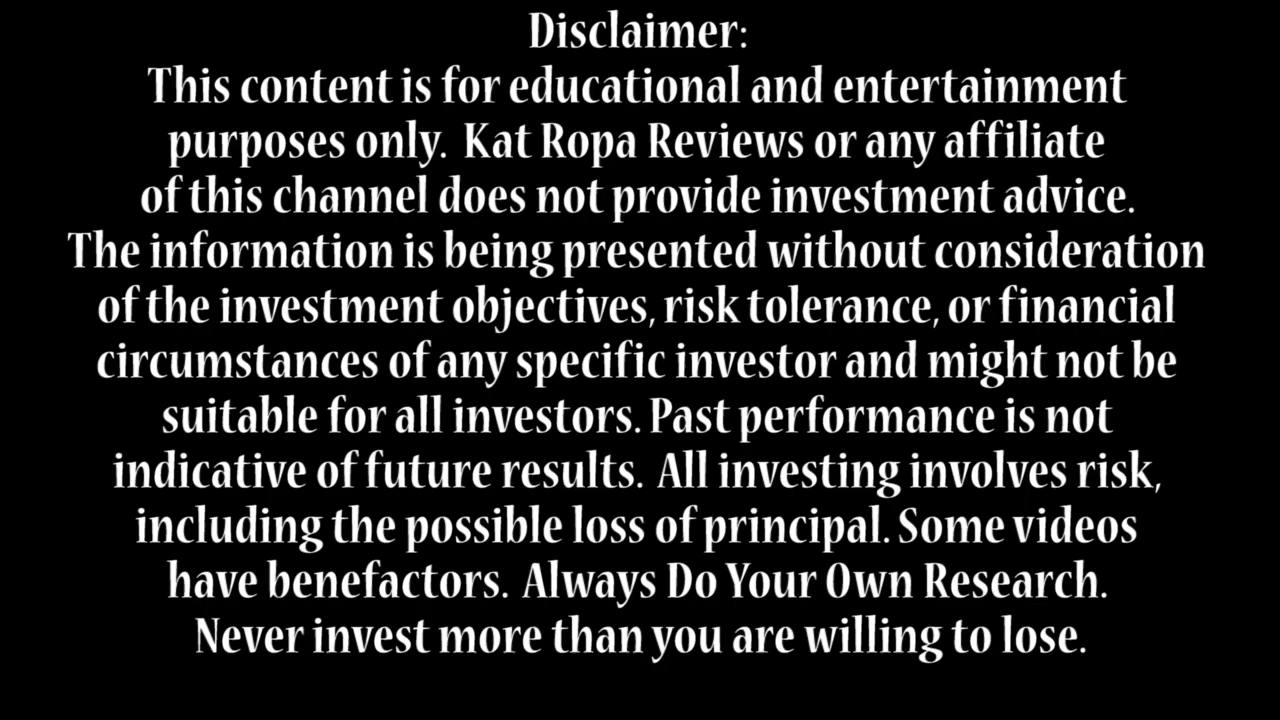 Disclaimer:
This content is for educational and entertainment
purposes only. Kat Ropa Reviews or any affiliate
of this channel does not provide investment advice.
The information is being presented without consideration
of the investment objectives, risk tolerance, or financial
circumstances of any specific investor and might not be
suitable for all investors. Past performance is not
indicative of future results. All investing involves risk,
including the possible loss of principal. Some videos
have benefactors. Always Do Your Own Research.
Never invest more than you are willing to lose.